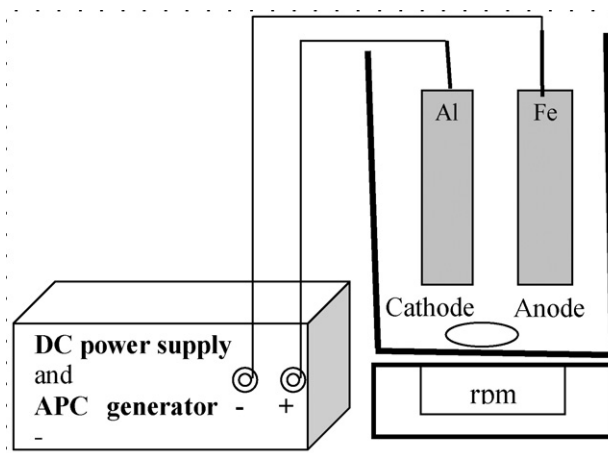 Al Fe
Cathode Anode
DC power supply
and
APC generator - +
-
rpm